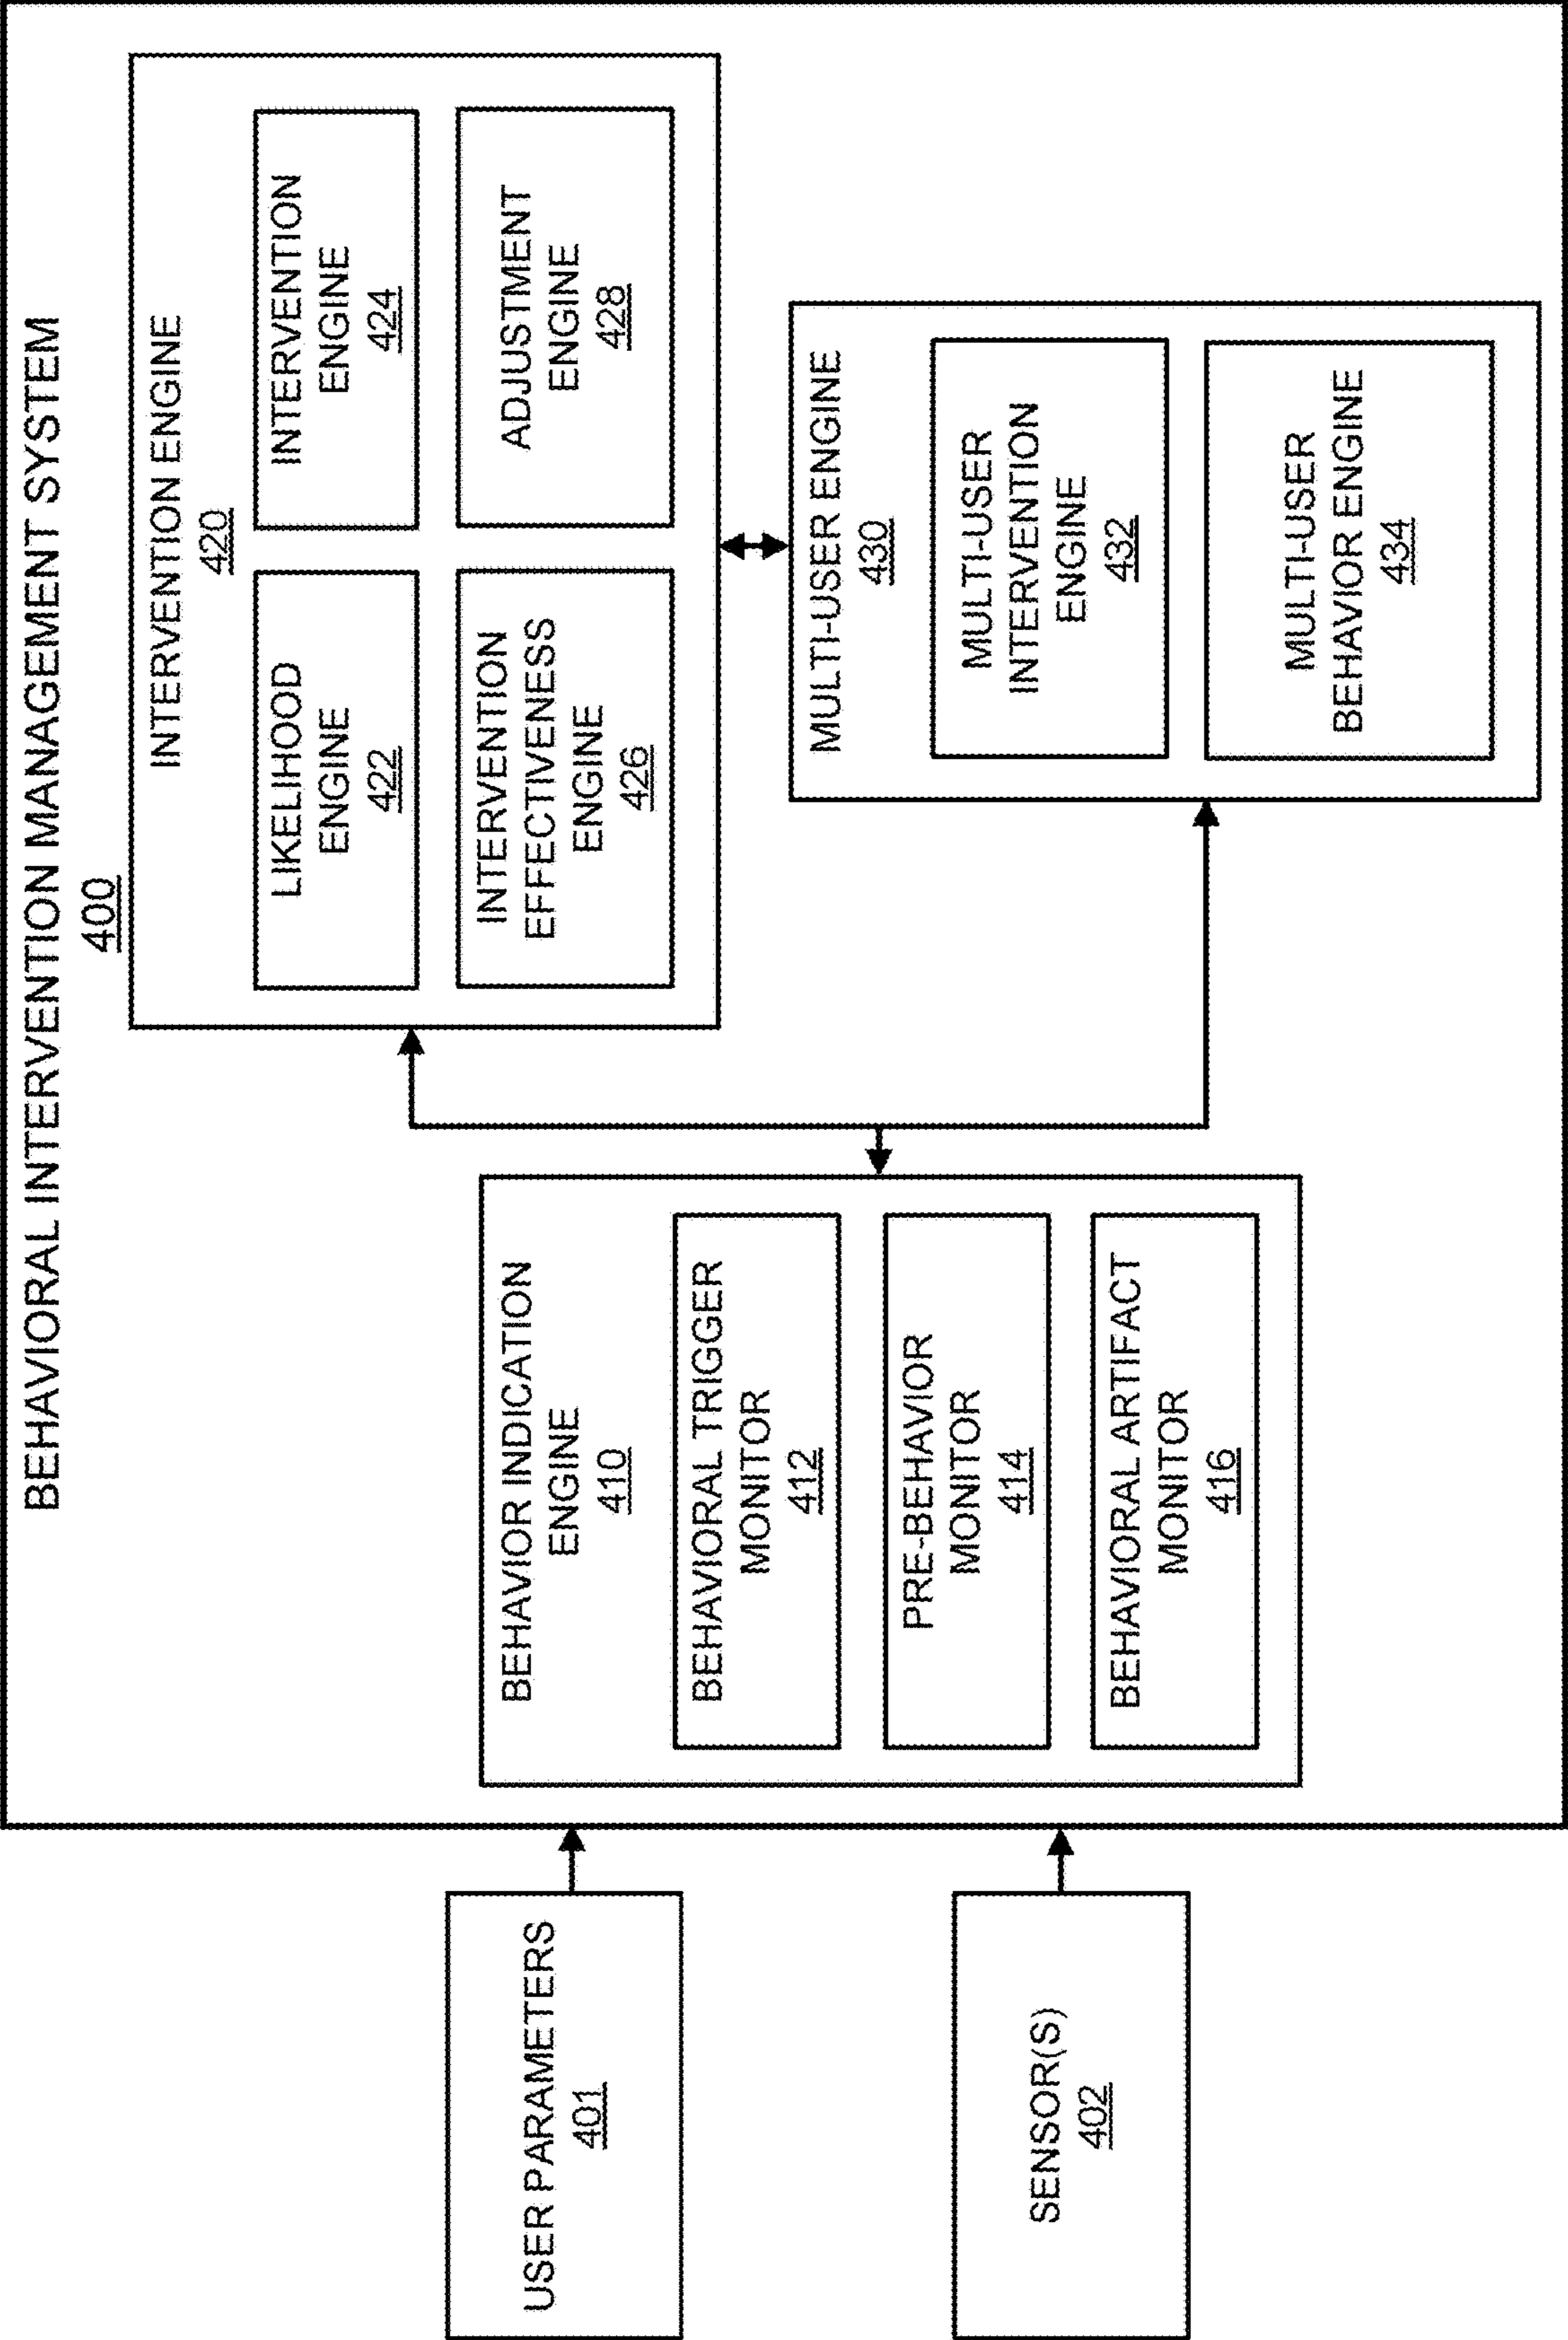 BEHAVIORAL INTERVENTION MANAGEMENT SYSTEM
400
USER PARAMETERS
401
SENSOR(S)
402
BEHAVIOR INDICATION
ENGINE
410
BEHAVIORAL TRIGGER
MONITOR
412
PRE-BEHAVIOR
MONITOR
414
BEHAVIORAL ARTIFACT
MONITOR
416
INTERVENTION ENGINE
420
LIKELIHOOD
ENGINE
422
INTERVENTION
ENGINE
424
INTERVENTION
EFFECTIVENESS
ENGINE
426
ADJUSTMENT
ENGINE
428
MULTI-USER ENGINE
430
MULTI-USER
INTERVENTION
ENGINE
432
MULTI-USER
BEHAVIOR ENGINE
434